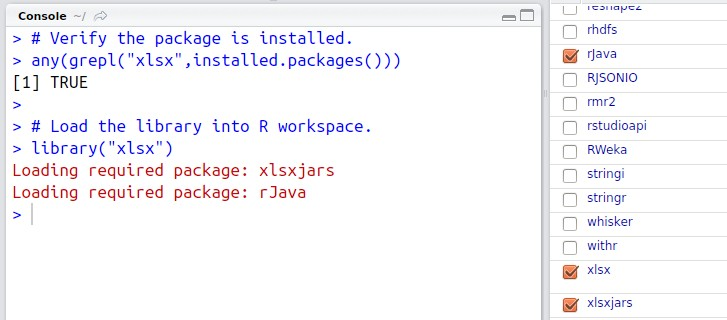 Console ~/
> # Verify the package is installed.
> any(grepl("xlsx",installed.packages()))
[1] TRUE
>
> # Load the library into R workspace.
> library("xlsx")
Loading required package: xlsxjars
Loading required package: rJava
>
reshape2
rhdfs
rJava
RJSONIO
rmr2
rstudioapi
RWeka
stringi
stringr
whisker
withr
xlsx
xlsxjars